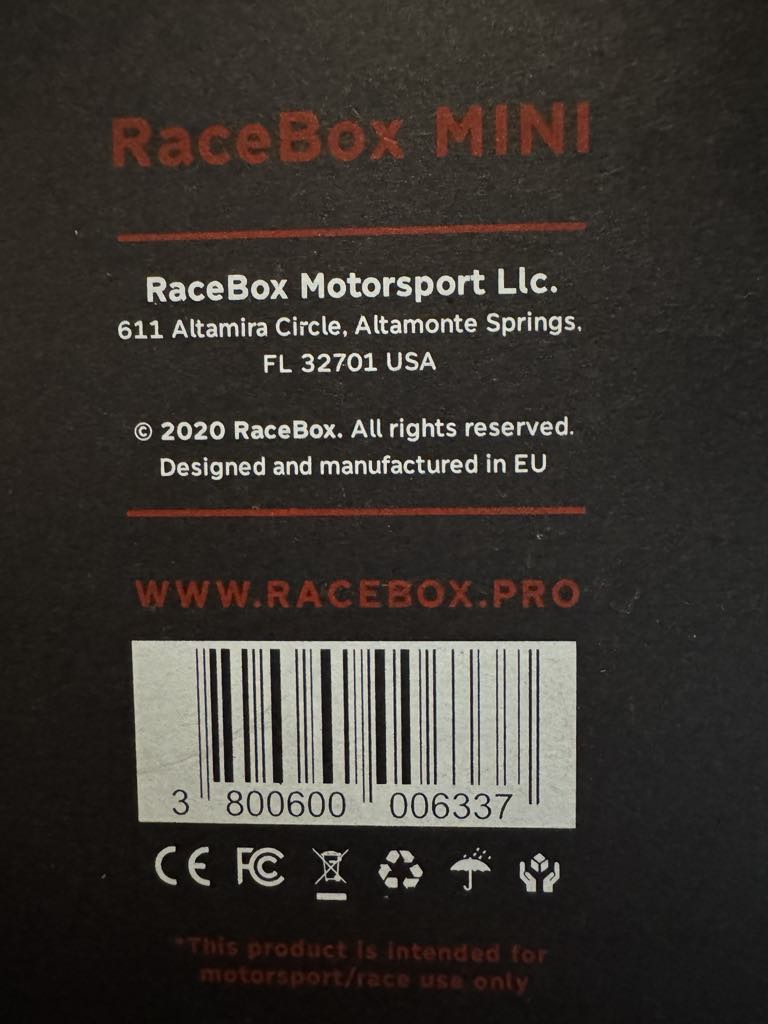 RaceBox MINI
RaceBox Motorsport Llc.
611 Altamira Circle, Altamonte Springs,
FL 32701 USA
© 2020 RaceBox. All rights reserved.
Designed and manufactured in EU
WWW.RACEBOX.PRO
3 800600 006337
CE FC
*This product is intended for
motorsport/race use only